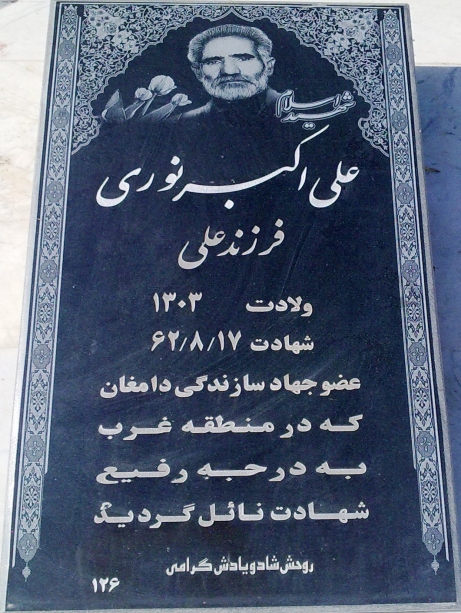 شهید اسلام
علی اکبر نوری
فرزند علی
ولادت ۱۳۰۳
شهادت ۶۲/۸/۱۷
عضو جهاد سازندگی دامغان
که در منطقه غرب
به درجه رفیع
شهادت نائل گردید
روحش شاد و یادش گرامی
۱۲۶